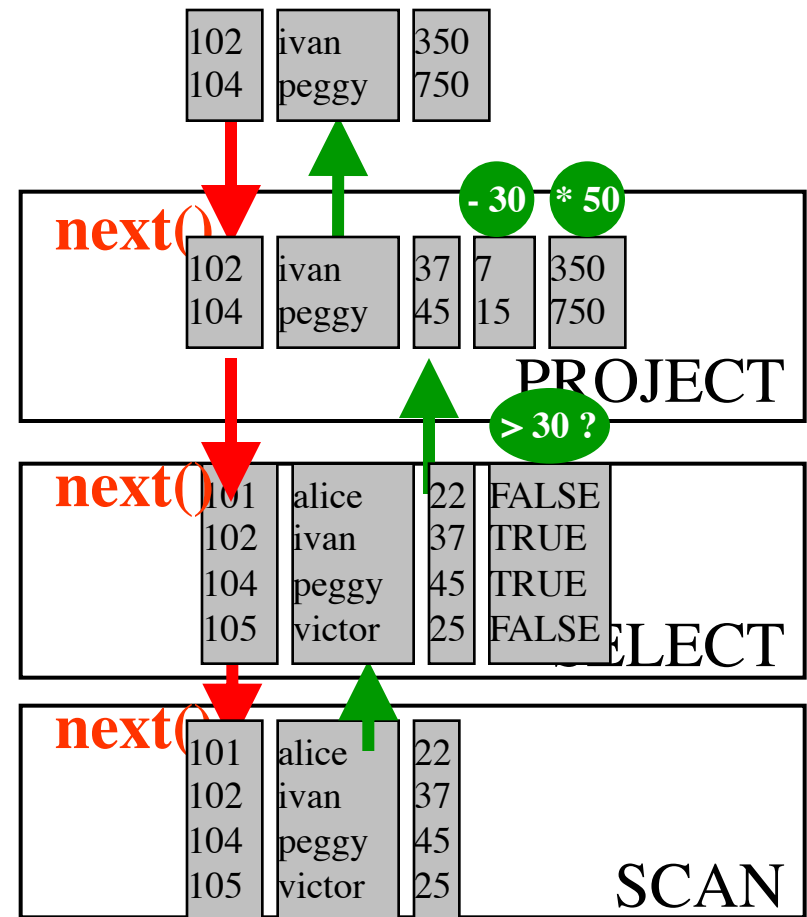 102 ivan 350
104 peggy 750
- 30 * 50
next()
102 ivan 37 7 350
104 peggy 45 15 750
PROJECT
> 30 ?
next()
101 alice 22 FALSE
102 ivan 37 TRUE
104 peggy 45 TRUE
105 victor 25 FALSE
SELECT
next()
101 alice 22
102 ivan 37
104 peggy 45
105 victor 25
SCAN